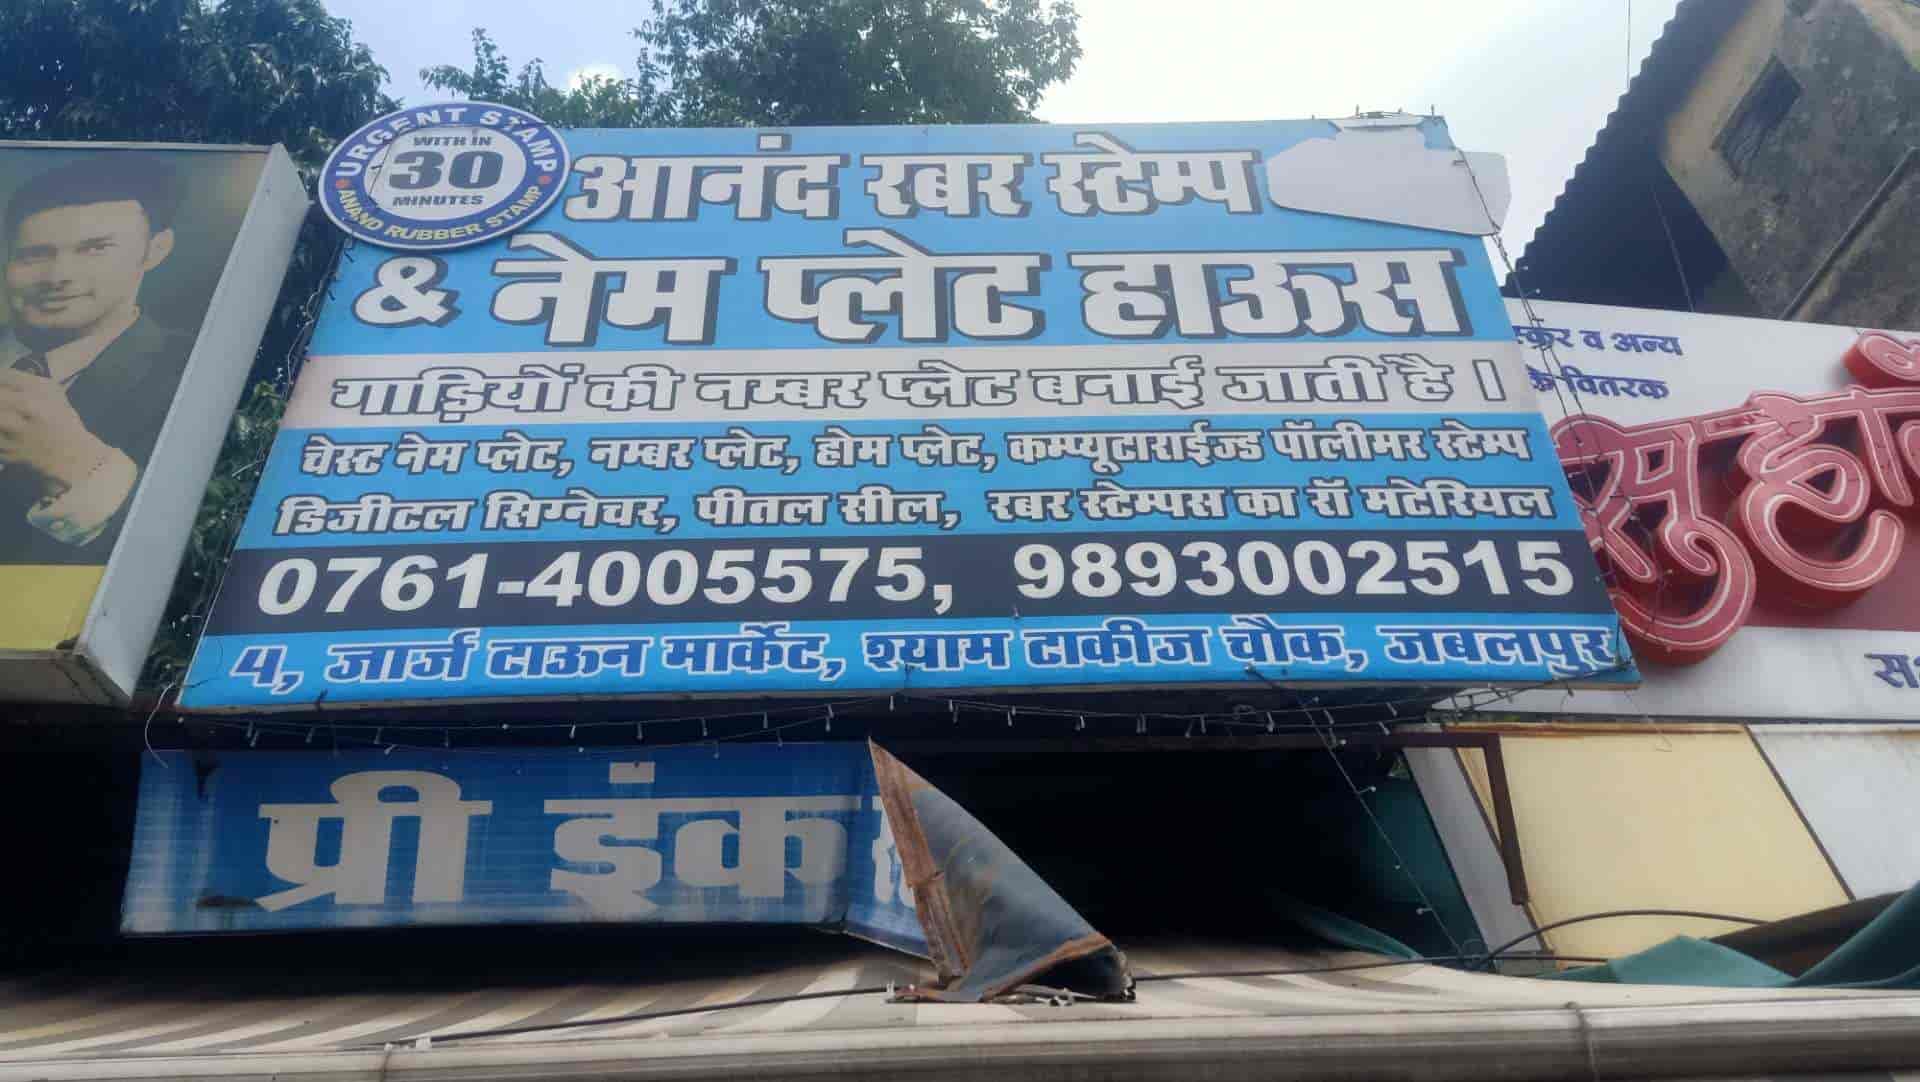 URGENT STAMP
WITH IN
30
MINUTES
ANAND RUBBER STAMP
आनंद रबर स्टेम्प
& नेम प्लेट हाऊस
गाड़ियों की नम्बर प्लेट बनाई जाती है ।
चेस्ट नेम प्लेट, नम्बर प्लेट, होम प्लेट, कम्प्यूटाराईज्ड पॉलीमर स्टेम्प
डिजीटल सिग्नेचर, पीतल सील, रबर स्टेम्पस का रॉ मटेरियल
0761-4005575, 9893002515
4, जार्ज टाऊन मार्केट, श्याम टाकीज चौक, जबलपुर
प्री इंक
व अन्य
के वितरक